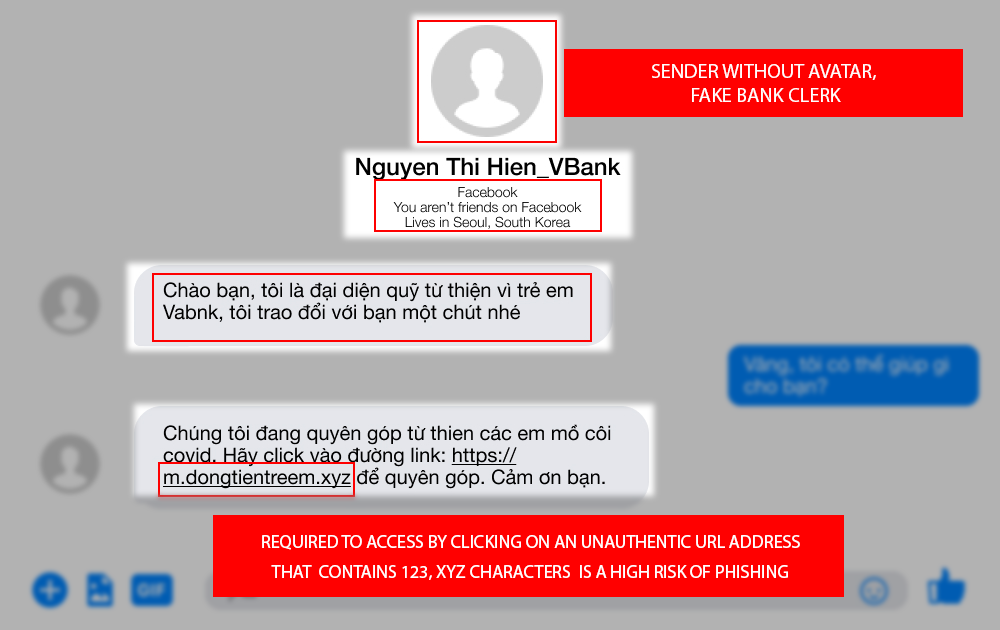 SENDER WITHOUT AVATAR,
FAKE BANK CLERK
Nguyen Thi Hien_VBank
Facebook
You aren't friends on Facebook
Lives in Seoul, South Korea
Chào bạn, tôi là đại diện quỹ từ thiện vì trẻ em
Vabnk, tôi trao đổi với bạn một chút nhé
Vâng, tôi có thể giúp gì
cho bạn?
Chúng tôi đang quyên góp từ thien các em mồ côi
covid. Hãy click vào đường link: https://
m.dongtientreem.xyz để quyên góp. Cảm ơn bạn.
REQUIRED TO ACCESS BY CLICKING ON AN UNAUTHENTIC URL ADDRESS
THAT CONTAINS 123, XYZ CHARACTERS IS A HIGH RISK OF PHISHING
GIF